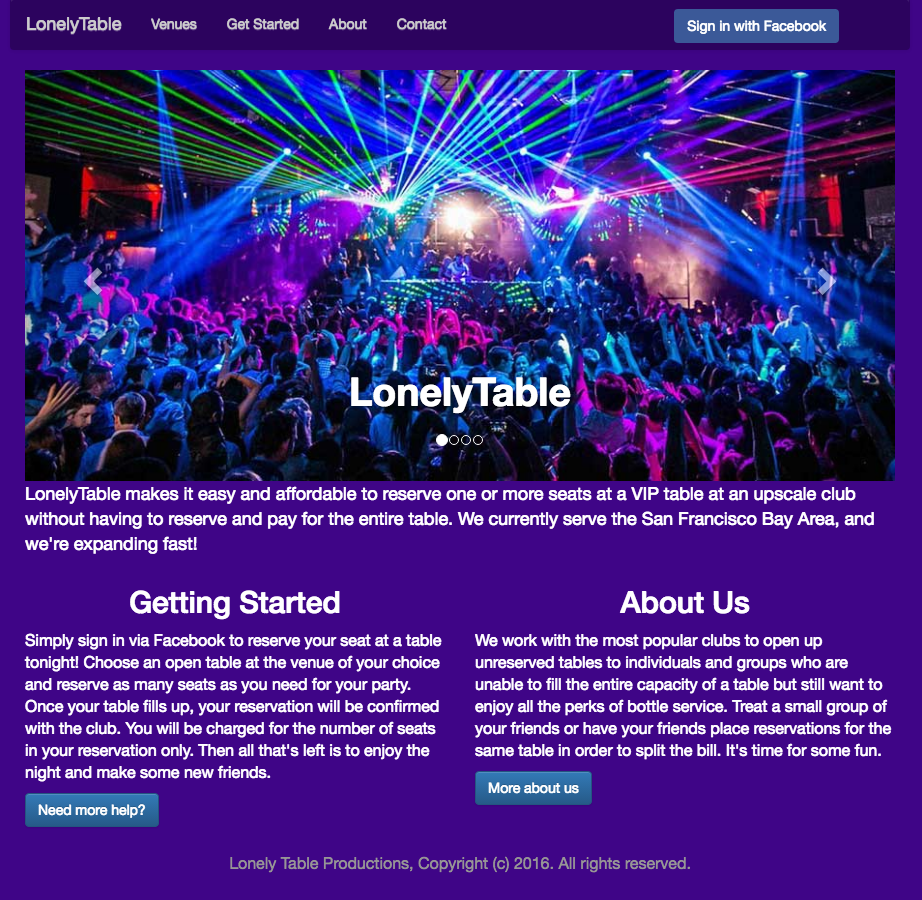 LonelyTable Venues Get Started About Contact Sign in with Facebook
LonelyTable
LonelyTable makes it easy and affordable to reserve one or more seats at a VIP table at an upscale club
without having to reserve and pay for the entire table. We currently serve the San Francisco Bay Area, and
we're expanding fast!
Getting Started
Simply sign in via Facebook to reserve your seat at a table
tonight! Choose an open table at the venue of your choice
and reserve as many seats as you need for your party.
Once your table fills up, your reservation will be confirmed
with the club. You will be charged for the number of seats
in your reservation only. Then all that's left is to enjoy the
night and make some new friends.
Need more help?
About Us
We work with the most popular clubs to open up
unreserved tables to individuals and groups who are
unable to fill the entire capacity of a table but still want to
enjoy all the perks of bottle service. Treat a small group of
your friends or have your friends place reservations for the
same table in order to split the bill. It's time for some fun.
More about us
Lonely Table Productions, Copyright (c) 2016. All rights reserved.